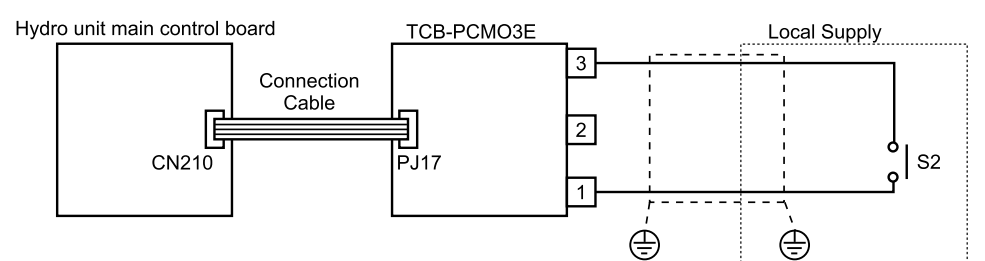 Hydro unit main control board
TCB-PCMO3E
Local Supply
Connection
Cable
3
2
1
CN210
PJ17
S2